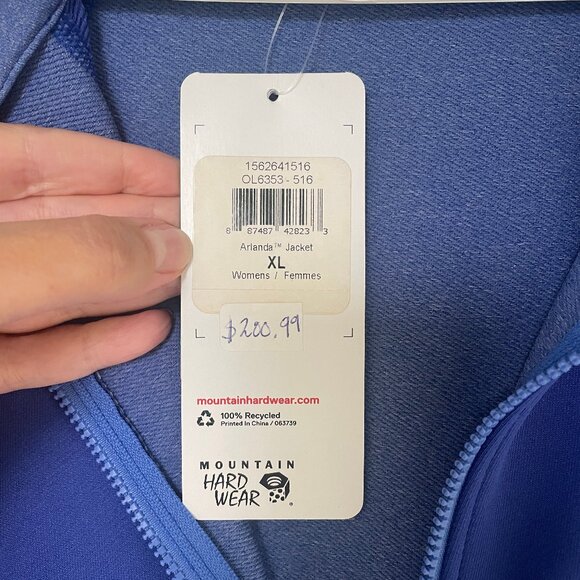 1562641516
OL6353 - 516
8 87487 42823 3
Arlanda™ Jacket
XL
Womens / Femmes
$200.99
mountainhardwear.com
100% Recycled
Printed In China / 063739
MOUNTAIN
HARD
WEAR®